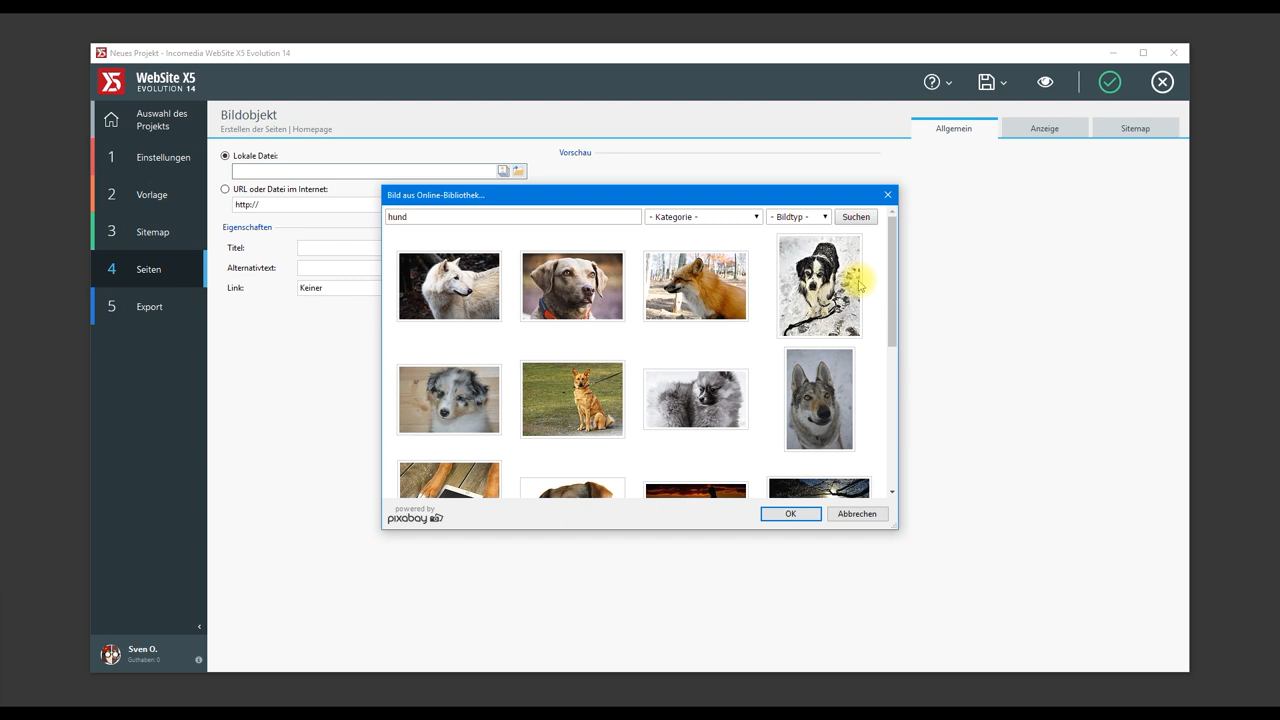 Neues Projekt - Incomedia WebSite X5 Evolution 14
WebSite X5
EVOLUTION 14
Auswahl des
Projekts
1 Einstellungen
2 Vorlage
3 Sitemap
4 Seiten
5 Export
Sven O.
Guthaben: 0
Bildobjekt
Erstellen der Seiten | Homepage
Allgemein
Anzeige
Sitemap
Lokale Datei:
Vorschau
URL oder Datei im Internet:
http://
Eigenschaften
Titel:
Alternativtext:
Link: Keiner
Bild aus Online-Bibliothek...
hund
- Kategorie -
- Bildtyp -
Suchen
powered by
pixabay
OK
Abbrechen